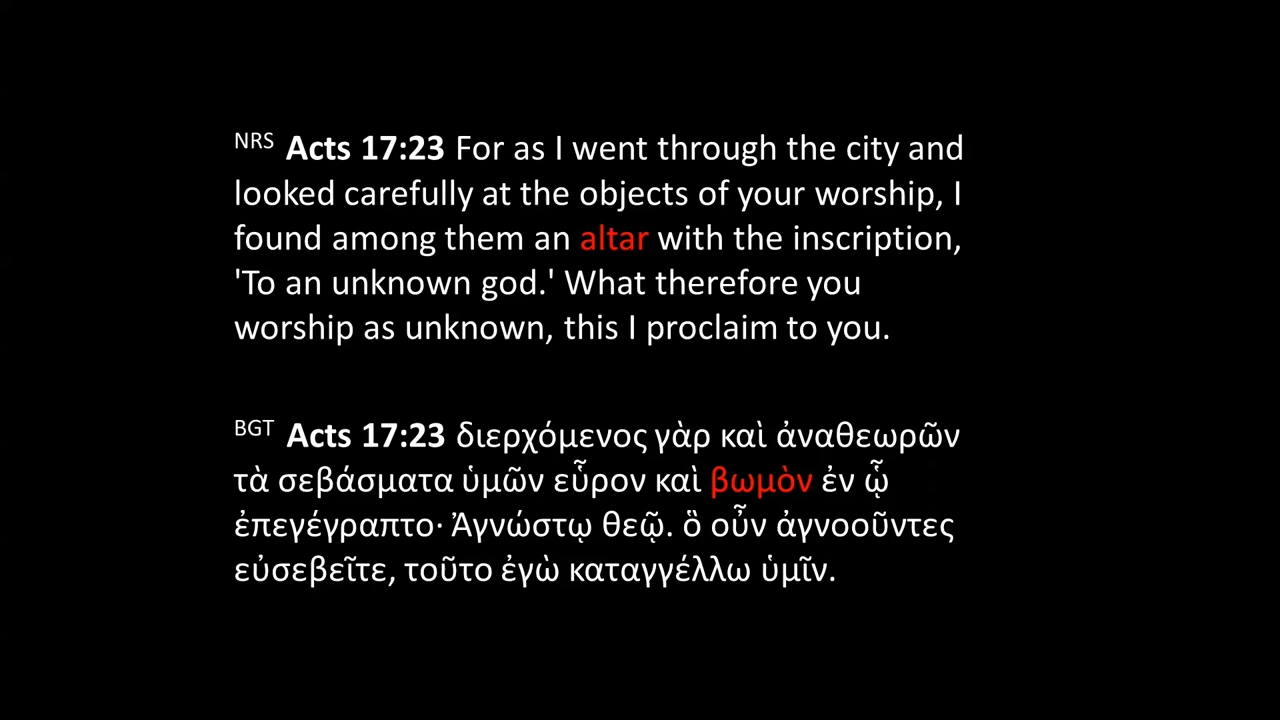 NRS Acts 17:23 For as I went through the city and
looked carefully at the objects of your worship, I
found among them an altar with the inscription,
'To an unknown god.' What therefore you
worship as unknown, this I proclaim to you.
BGT Acts 17:23 διερχόμενος γὰρ καὶ ἀναθεωρῶν
τὰ σεβάσματα ὑμῶν εὗρον καὶ βωμὸν ἐν ᾧ
ἐπεγέγραπτο· Ἀγνώστῳ θεῷ. ὃ οὖν ἀγνοοῦντες
εὐσεβεῖτε, τοῦτο ἐγὼ καταγγέλλω ὑμῖν.